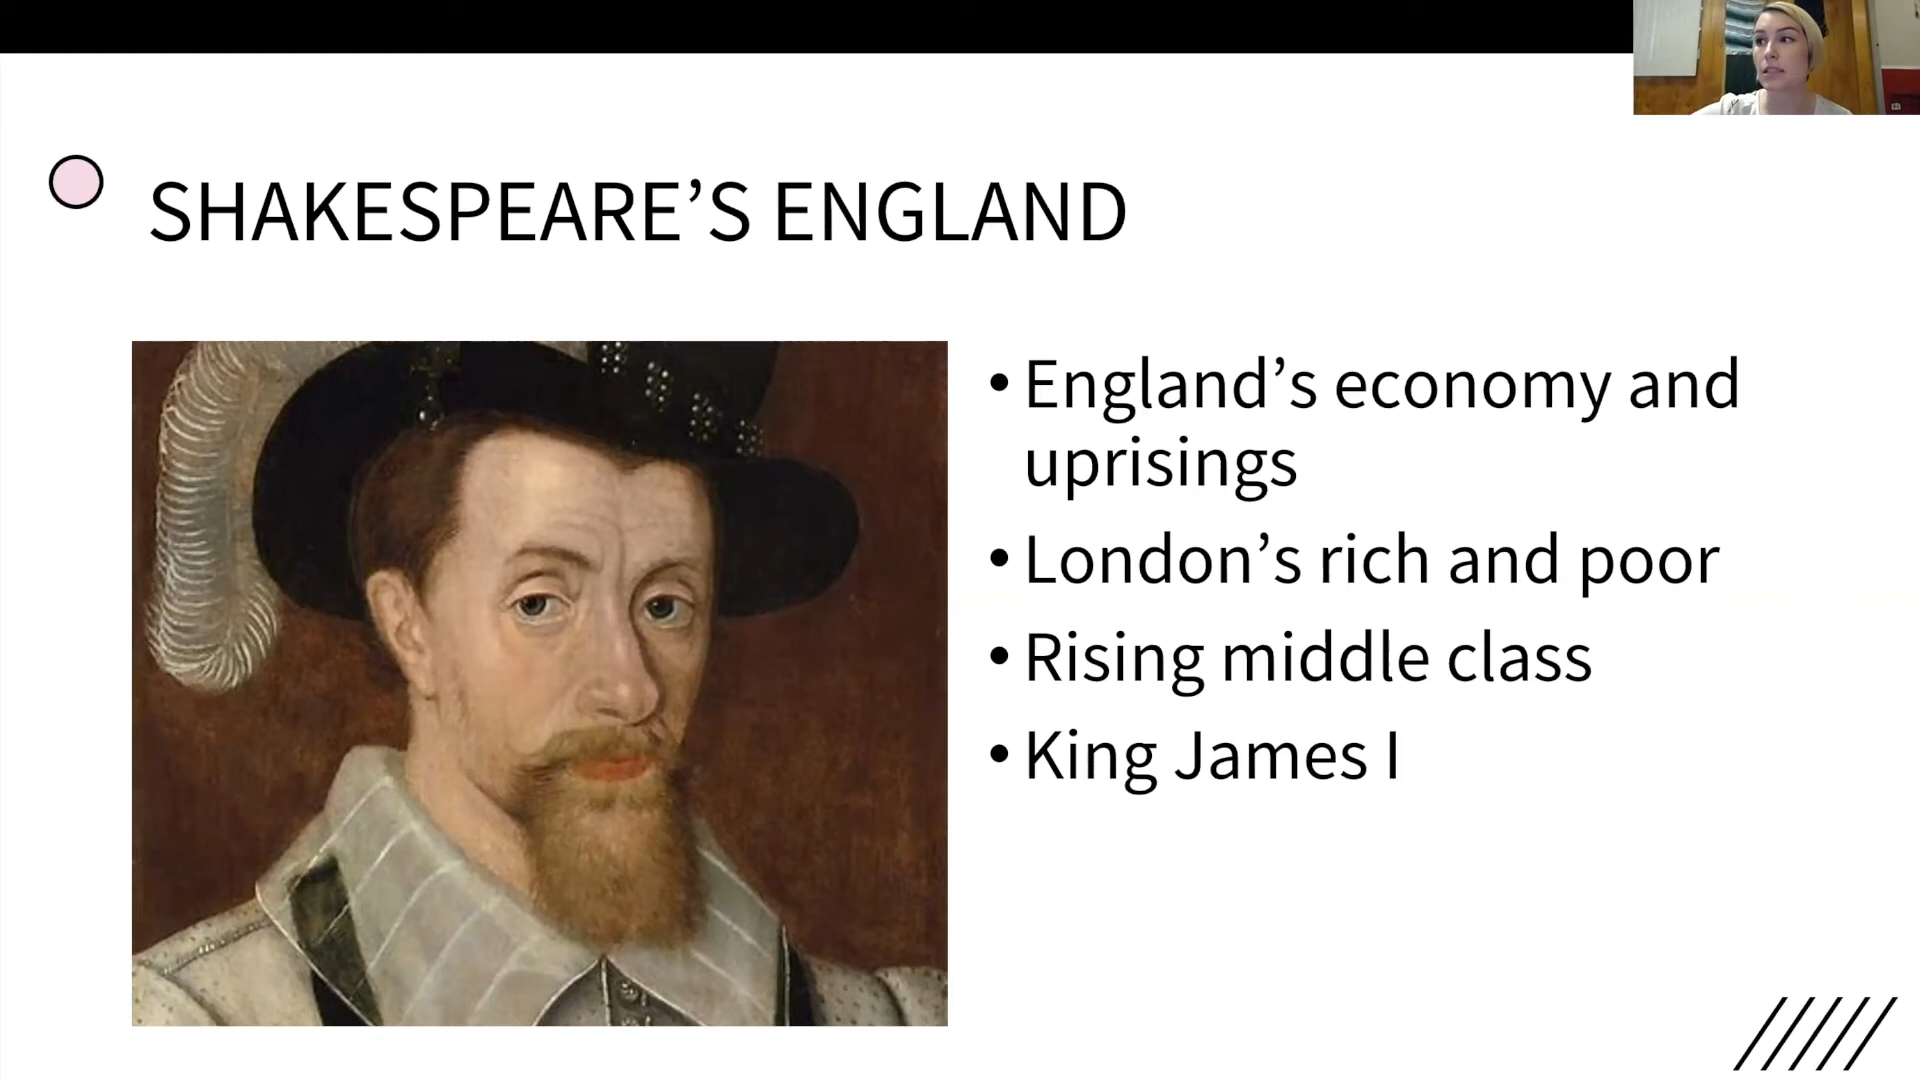 SHAKESPEARE’S ENGLAND
• England’s economy and
uprisings
• London’s rich and poor
• Rising middle class
• King James I